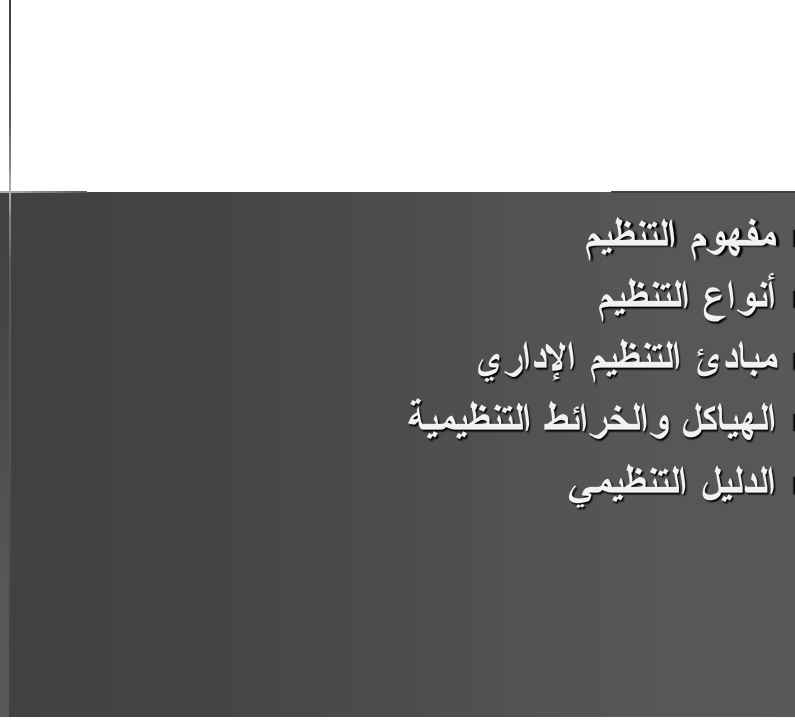 مفهوم التنظيم
أنواع التنظيم
مبادئ التنظيم الإداري
الهياكل والخرائط التنظيمية
الدليل التنظيمي